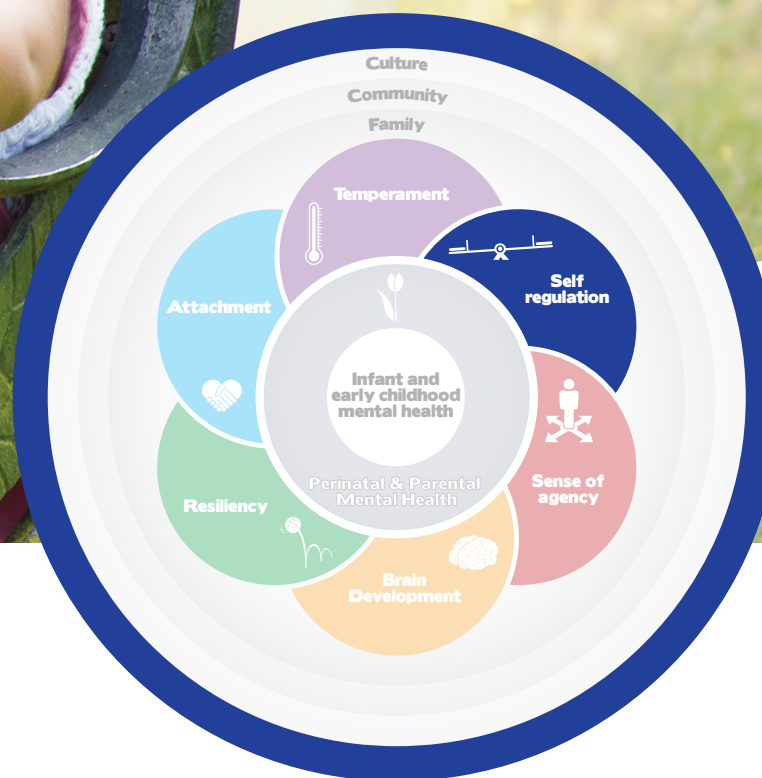 Culture
Community
Family
Temperament
Self
regulation
Attachment
Infant and
early childhood
mental health
Sense of
agency
Perinatal & Parental
Mental Health
Resiliency
Brain
Development